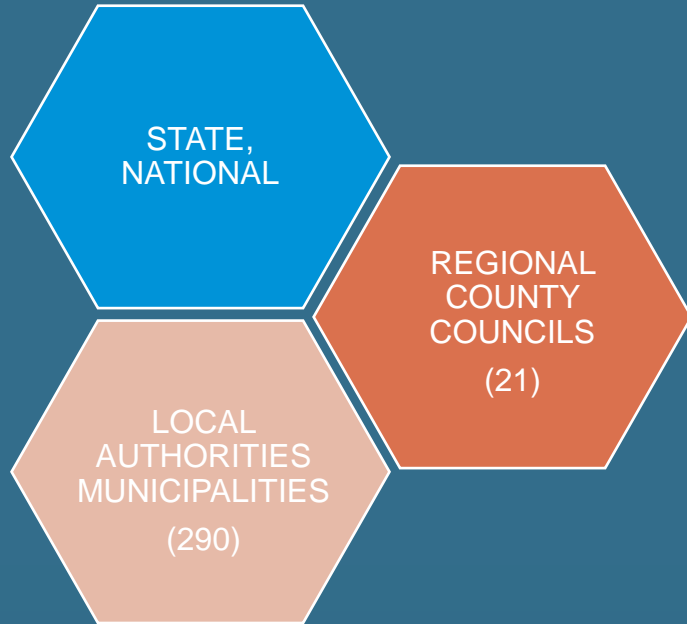 STATE,
NATIONAL
REGIONAL
COUNTY
COUNCILS
(21)
LOCAL
AUTHORITIES
MUNICIPALITIES
(290)